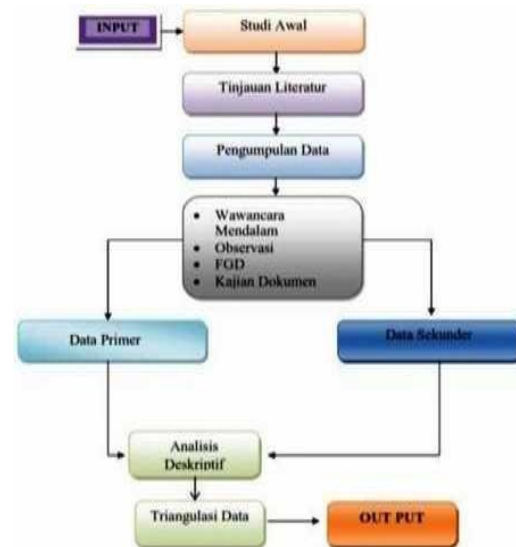 INPUT
Studi Awal
Tinjauan Literatur
Pengumpulan Data
• Wawancara
Mendalam
• Observasi
• FGD
• Kajian Dokumen
Data Primer
Data Sekunder
Analisis
Deskriptif
Triangulasi Data
OUT PUT